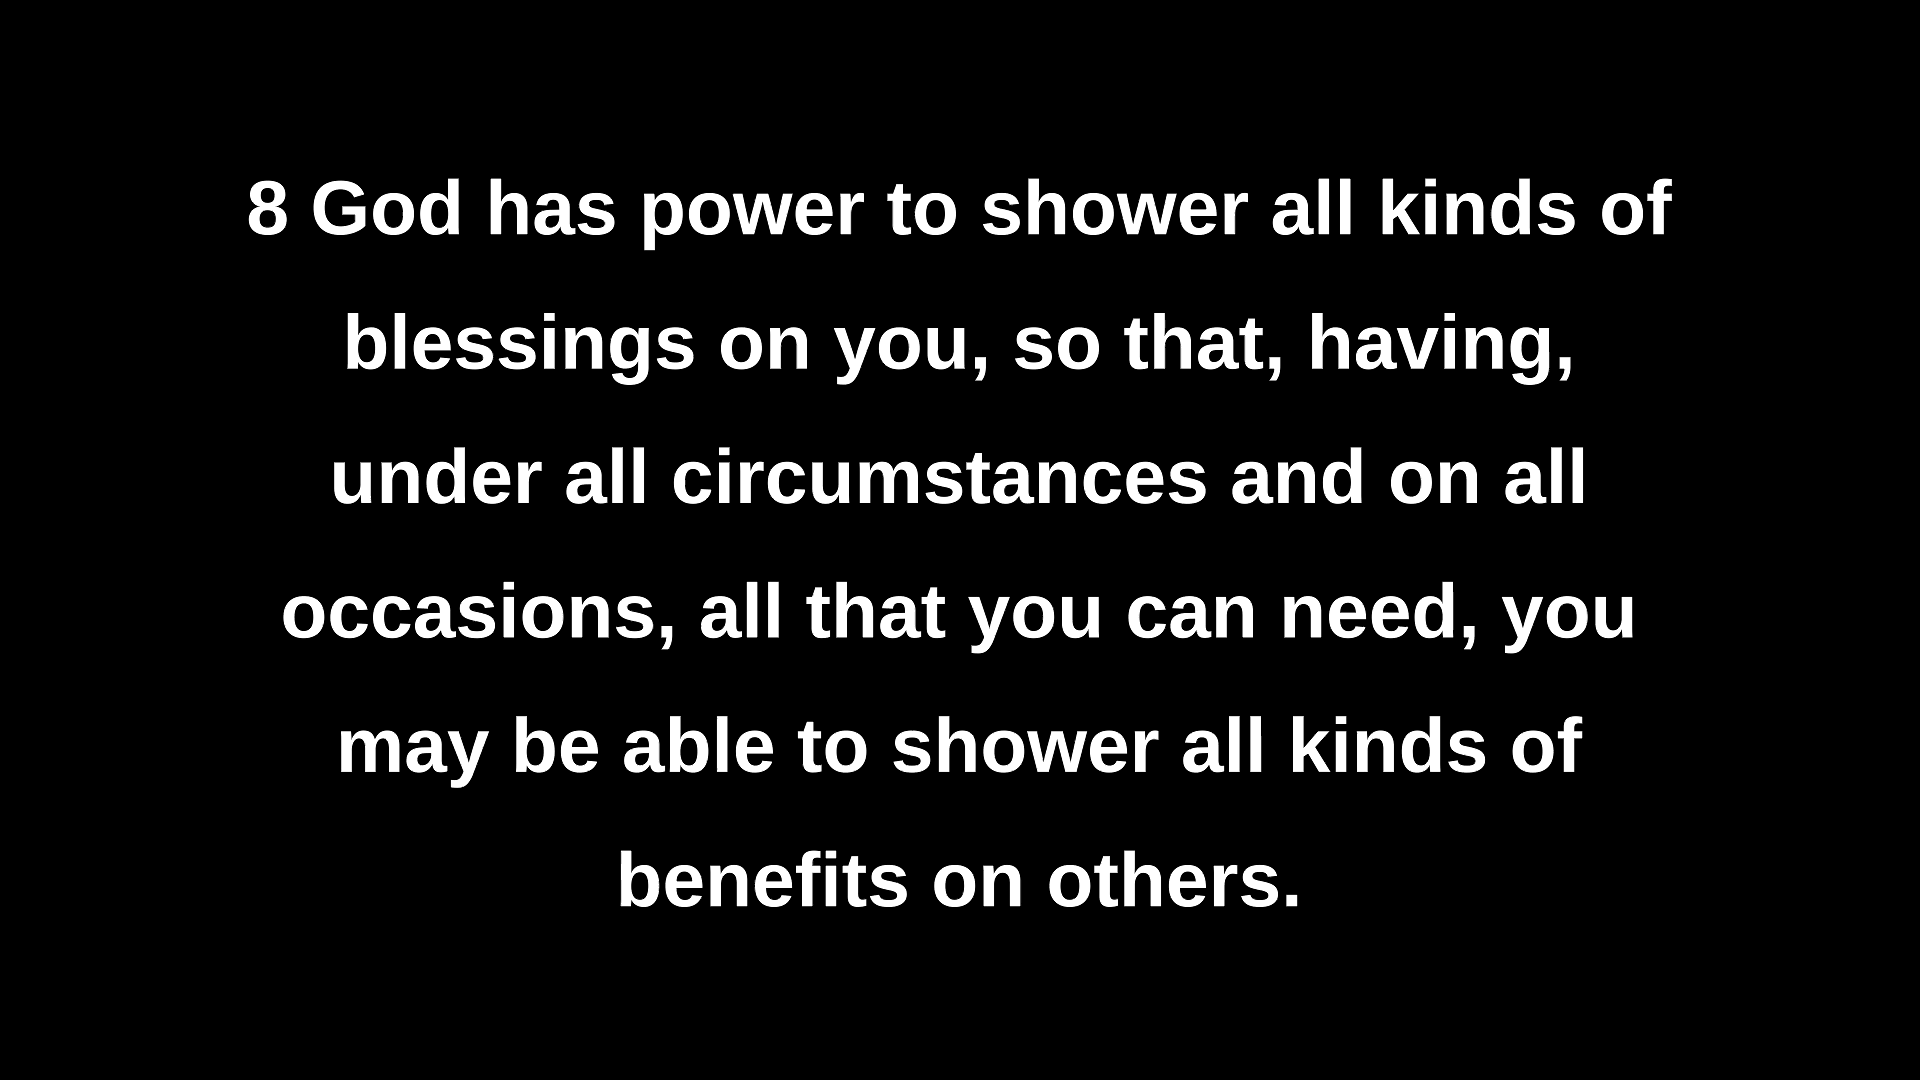 8 God has power to shower all kinds of
blessings on you, so that, having,
under all circumstances and on all
occasions, all that you can need, you
may be able to shower all kinds of
benefits on others.